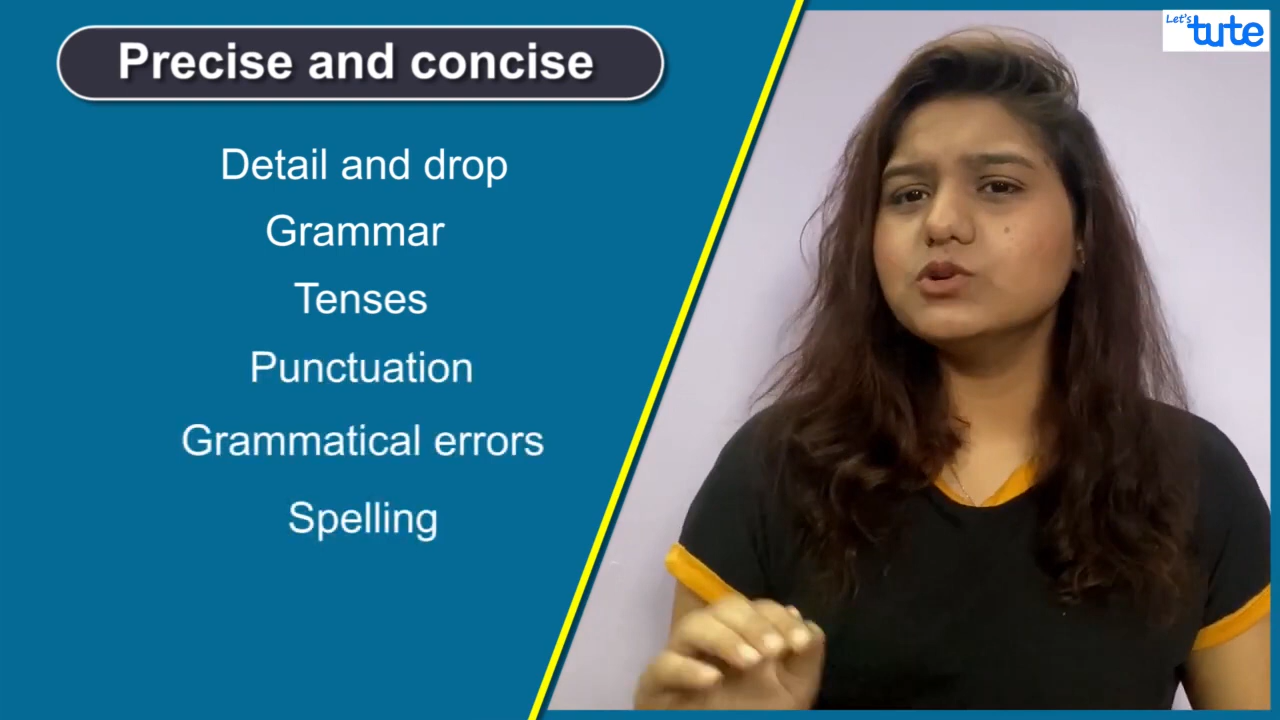 Precise and concise
Detail and drop
Grammar
Tenses
Punctuation
Grammatical errors
Spelling
Let's
tute